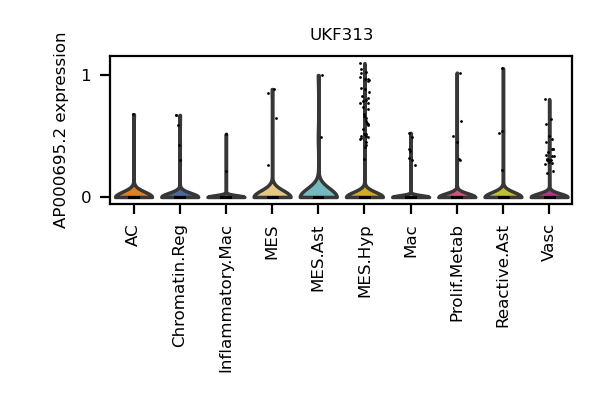 UKF313
AP000695.2 expression
1
0
AC
Chromatin.Reg
Inflammatory.Mac
MES
MES.Ast
MES.Hyp
Mac
Prolif.Metab
Reactive.Ast
Vasc